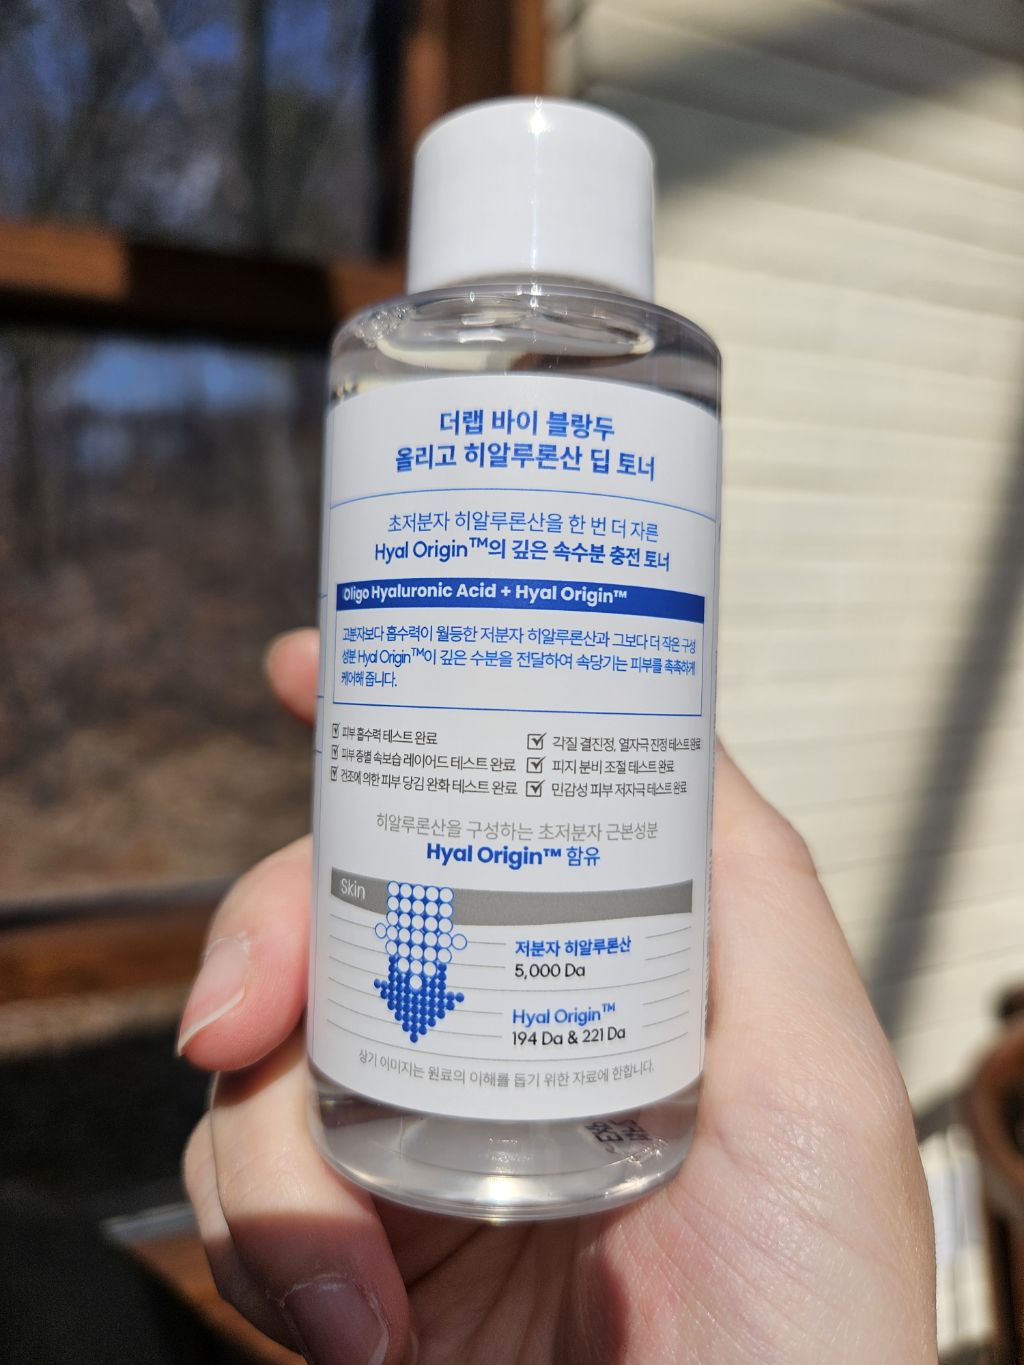 더랩 바이 블랑두
올리고 히알루론산 딥 토너
초저분자 히알루론산을 한 번 더 자른
Hyal Origin™의 깊은 속수분 충전 토너
Oligo Hyaluronic Acid + Hyal Origin™
고분자보다 흡수력이 월등한 저분자 히알루론산과 그보다 더 작은 구성
성분 Hyal Origin™이 깊은 수분을 전달하여 속당기는 피부를 촉촉하게
케어해 줍니다.
☑ 피부 흡수력 테스트 완료
☑ 피부 층별 속보습 레이어드 테스트 완료
☑ 건조에 의한 피부 당김 완화 테스트 완료
☑ 각질 결진정, 열자극 진정 테스트 완료
☑ 피지 분비 조절 테스트 완료
☑ 민감성 피부 저자극 테스트 완료
히알루론산을 구성하는 초저분자 근본성분
Hyal Origin™ 함유
Skin
저분자 히알루론산
5,000 Da
Hyal Origin™
194 Da & 221 Da
상기 이미지는 원료의 이해를 돕기 위한 자료에 한합니다.